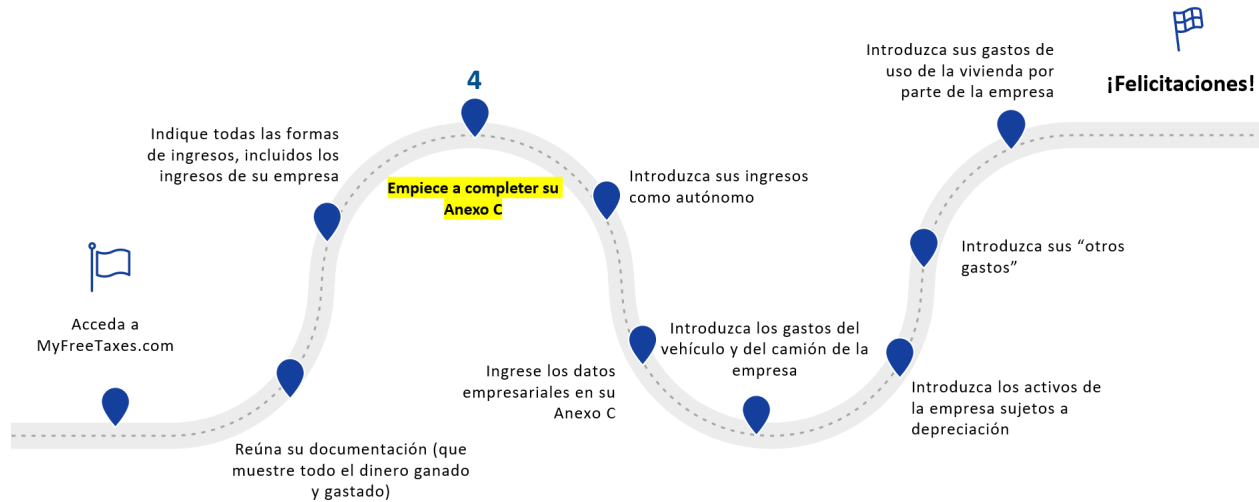 Acceda a
MyFreeTaxes.com
Reúna su documentación (que
muestre todo el dinero ganado
y gastado)
Indique todas las formas
de ingresos, incluidos los
ingresos de su empresa
4
Empiece a completer su
Anexo C
Introduzca sus ingresos
como autónomo
Ingrese los datos
empresariales en su
Anexo C
Introduzca los gastos del
vehículo y del camión de la
empresa
Introduzca los activos de
la empresa sujetos a
depreciación
Introduzca sus “otros
gastos”
Introduzca sus gastos de
uso de la vivienda por
parte de la empresa
¡Felicitaciones!